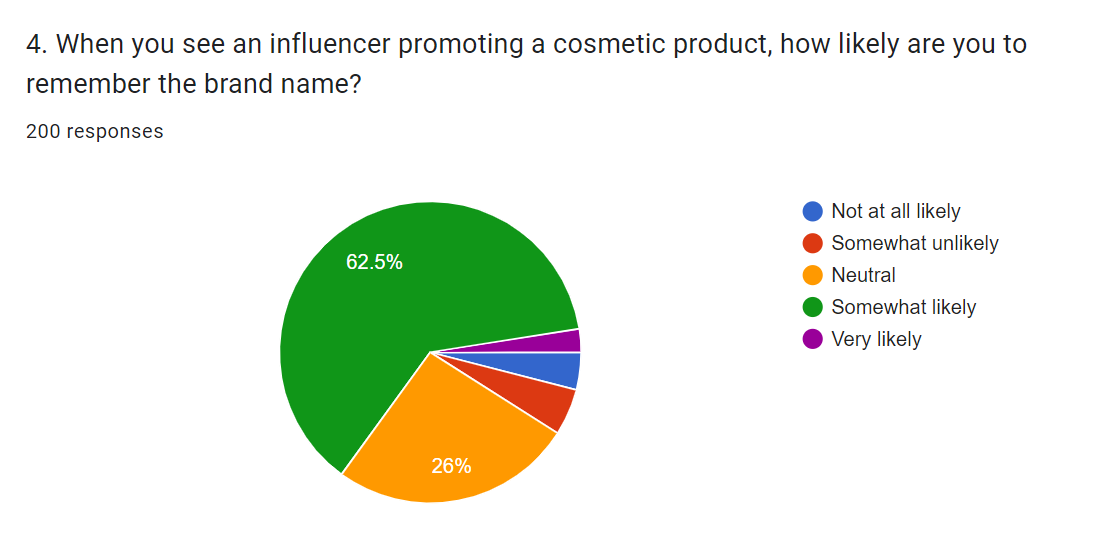 4. When you see an influencer promoting a cosmetic product, how likely are you to
remember the brand name?
200 responses
62.5%
26%
Not at all likely
Somewhat unlikely
Neutral
Somewhat likely
Very likely